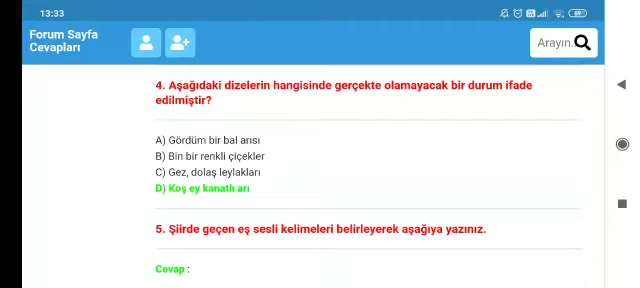 13:33
69
Forum Sayfa
Cevapları
Arayın.
4. Aşağıdaki dizelerin hangisinde gerçekte olamayacak bir durum ifade
edilmiştir?
A) Gördüm bir bal arısı
B) Bin bir renkli çiçekler
C) Gez, dolaş leylakları
D) Koş ey kanatlı arı
5. Şiirde geçen eş sesli kelimeleri belirleyerek aşağıya yazınız.
Cevap :